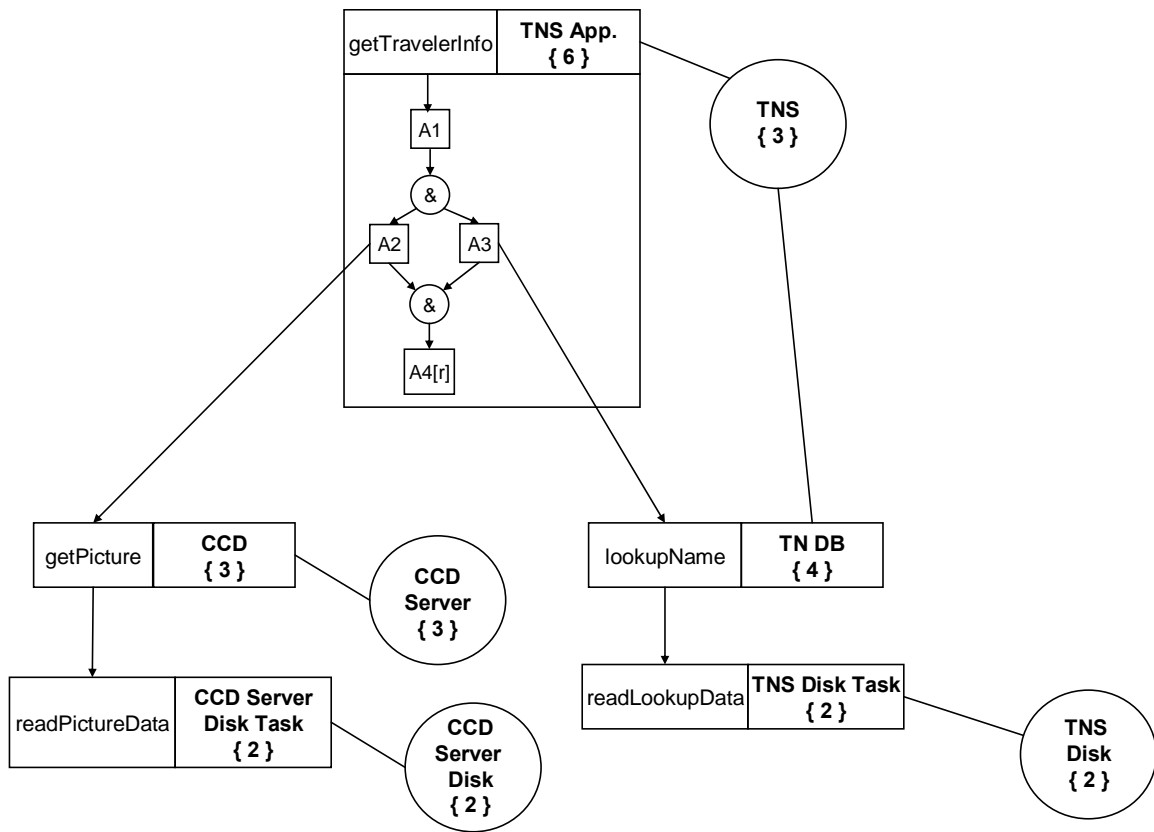 getTravelerInfo
TNS App.
{ 6 }
TNS
{ 3 }
A1
&
A2
A3
&
A4[r]
getPicture
CCD
{ 3 }
CCD
Server
{ 3 }
lookupName
TN DB
{ 4 }
readPictureData
CCD Server
Disk Task
{ 2 }
CCD
Server
Disk
{ 2 }
readLookupData
TNS Disk Task
{ 2 }
TNS
Disk
{ 2 }